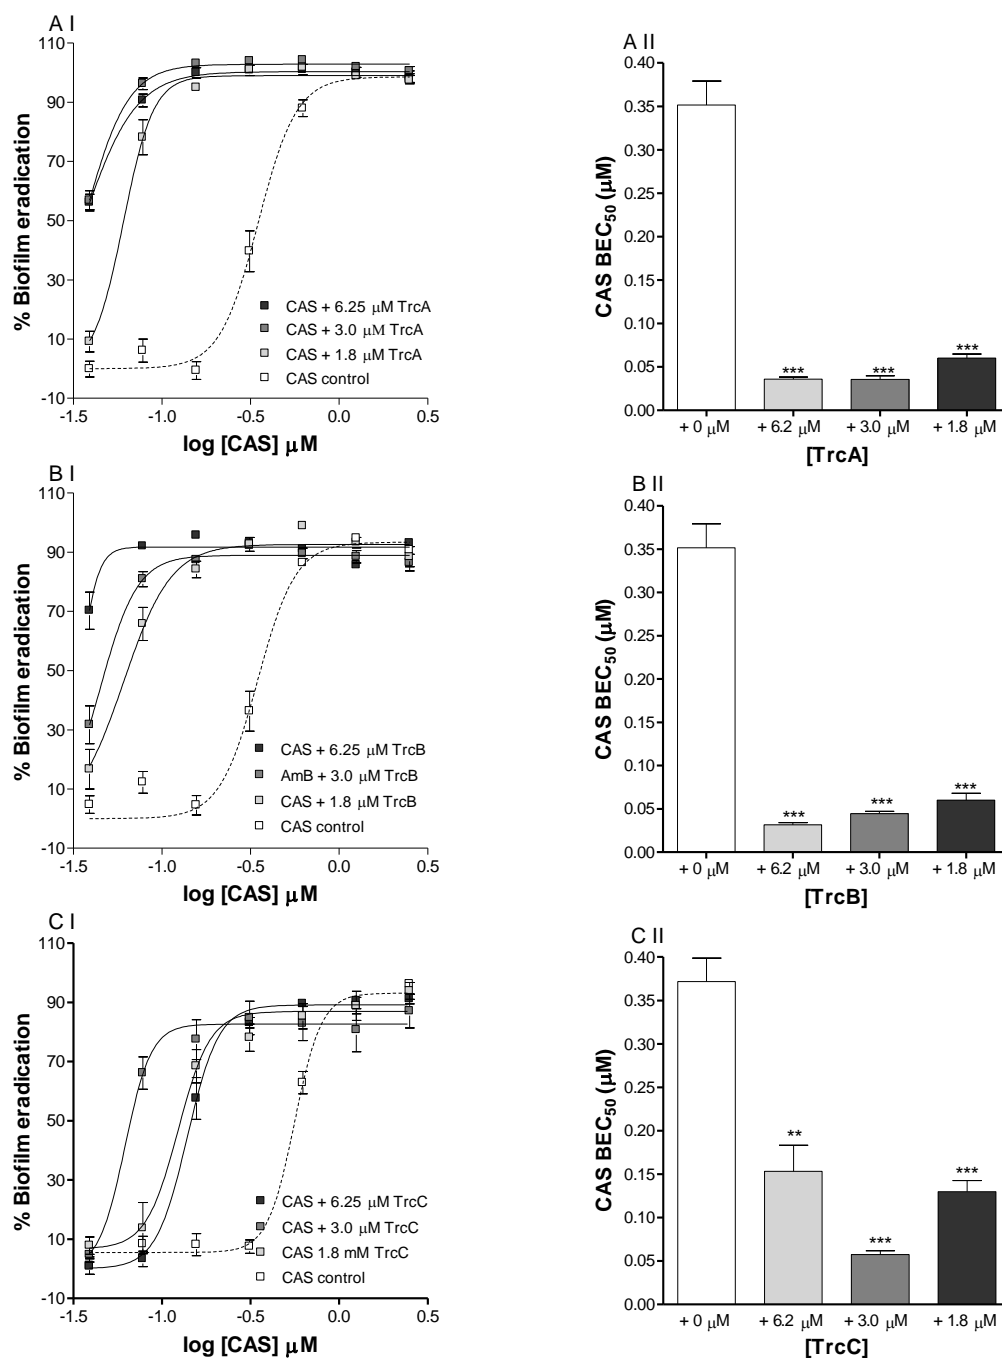 A I
110
90
70
50
30
10
-10
% Biofilm eradication
CAS + 6.25 μM TrcA
CAS + 3.0 μM TrcA
CAS + 1.8 μM TrcA
CAS control
-1.5 -1.0 -0.5 0.0 0.5
log [CAS] μM
A II
0.40
0.35
0.30
0.25
0.20
0.15
0.10
0.05
0.00
CAS BEC50 (μM)
*** *** ***
+ 0 μM + 6.2 μM + 3.0 μM + 1.8 μM
[TrcA]
B I
110
90
70
50
30
10
-10
% Biofilm eradication
CAS + 6.25 μM TrcB
AmB + 3.0 μM TrcB
CAS + 1.8 μM TrcB
CAS control
-1.5 -1.0 -0.5 0.0 0.5
log [CAS] μM
B II
0.40
0.35
0.30
0.25
0.20
0.15
0.10
0.05
0.00
CAS BEC50 (μM)
*** *** ***
+ 0 μM + 6.2 μM + 3.0 μM + 1.8 μM
[TrcB]
C I
110
90
70
50
30
10
-10
% Biofilm eradication
CAS + 6.25 μM TrcC
CAS + 3.0 μM TrcC
CAS 1.8 mM TrcC
CAS control
-1.5 -1.0 -0.5 0.0 0.5
log [CAS] μM
C II
0.40
0.35
0.30
0.25
0.20
0.15
0.10
0.05
0.00
CAS BEC50 (μM)
** *** ***
+ 0 μM + 6.2 μM + 3.0 μM + 1.8 μM
[TrcC]